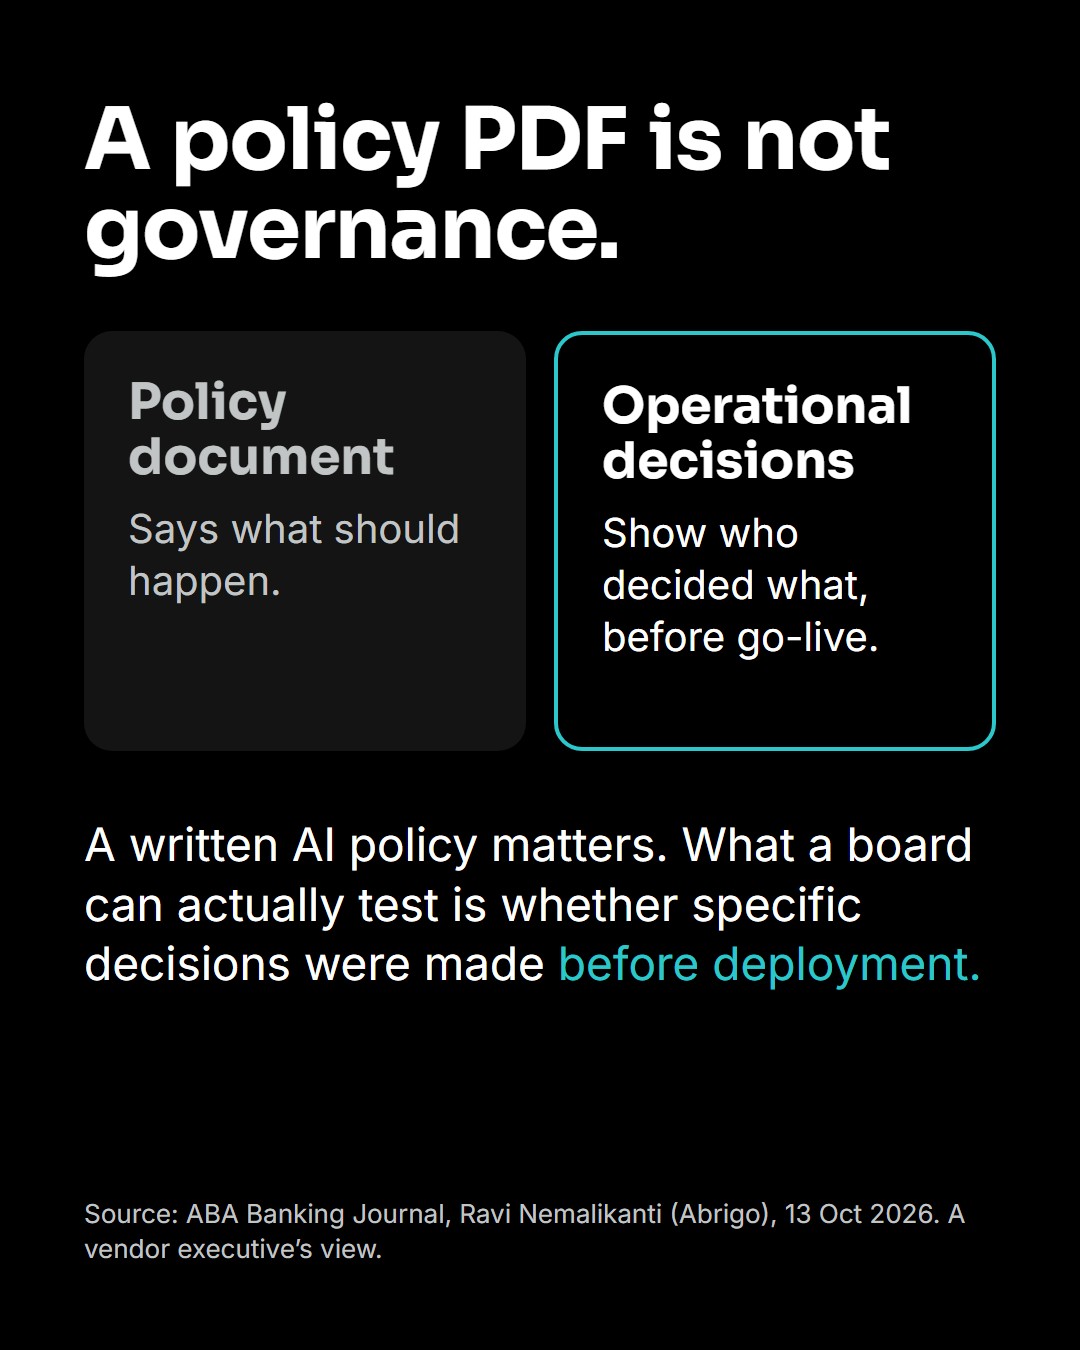 A policy PDF is not
governance.
Policy
document
Says what should
happen.
Operational
decisions
Show who
decided what,
before go-live.
A written AI policy matters. What a board
can actually test is whether specific
decisions were made before deployment.
Source: ABA Banking Journal, Ravi Nemalikanti (Abrigo), 13 Oct 2026. A
vendor executive’s view.